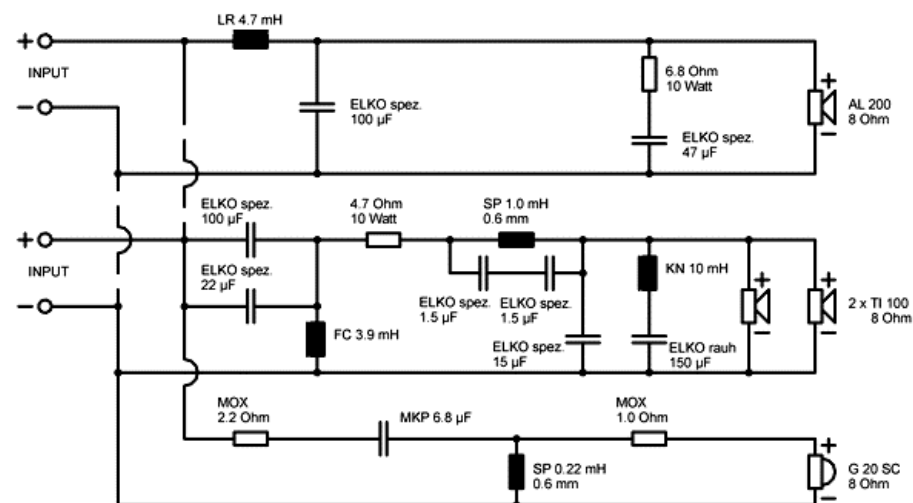 LR 4.7 mH
+
INPUT
−
ELKO spez.
100 µF
6.8 Ohm
10 Watt
ELKO spez.
47 µF
+
AL 200
8 Ohm
−
ELKO spez.
100 µF
4.7 Ohm
10 Watt
SP 1.0 mH
0.6 mm
+
INPUT
−
ELKO spez.
22 µF
FC 3.9 mH
ELKO spez.
1.5 µF
ELKO spez.
1.5 µF
ELKO spez.
15 µF
KN 10 mH
ELKO rauh
150 µF
+
−
+
2 x TI 100
8 Ohm
−
MOX
2.2 Ohm
MKP 6.8 µF
SP 0.22 mH
0.6 mm
MOX
1.0 Ohm
+
G 20 SC
8 Ohm
−